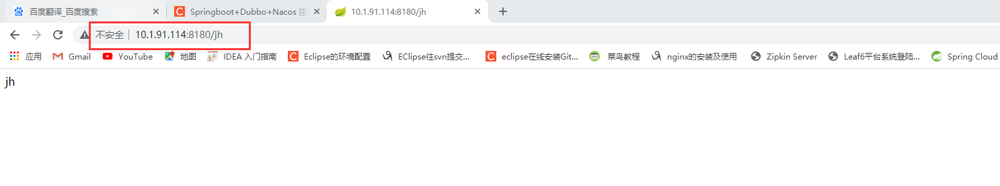 百度翻译_百度搜索 Springboot+Dubbo+Nacos 注 10.1.91.114:8180/jh
不安全 10.1.91.114:8180/jh
应用 Gmail YouTube 地图 IDEA 入门指南 Eclipse的环境配置 EClipse往svn提交... eclipse在线安装Git... 菜鸟教程 nginx的安装及使用 Zipkin Server Leaf6平台系统登陆... Spring Cloud
jh